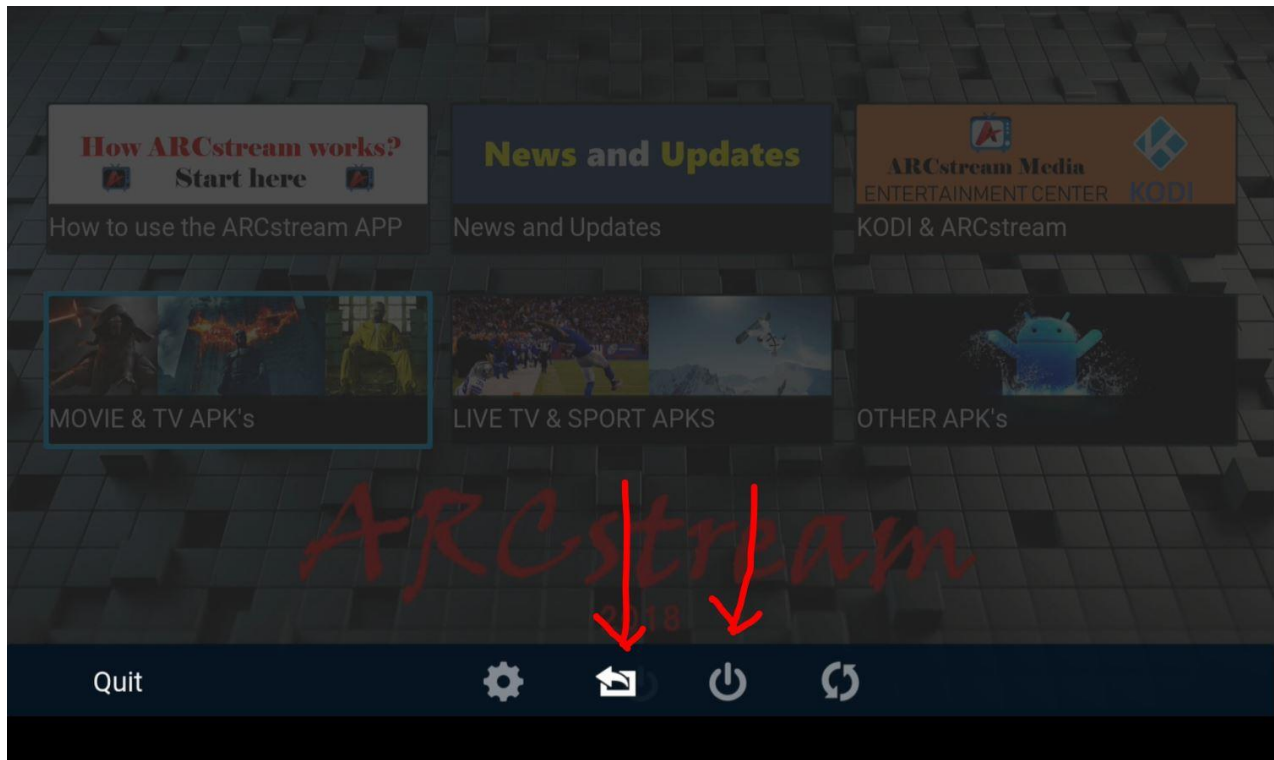 How ARCstream works?
Start here
How to use the ARCstream APP
News and Updates
News and Updates
ARCstream Media
ENTERTAINMENT CENTER
KODI
KODI & ARCstream
MOVIE & TV APK's
LIVE TV & SPORT APKS
OTHER APK's
ARCstream
2018
Quit